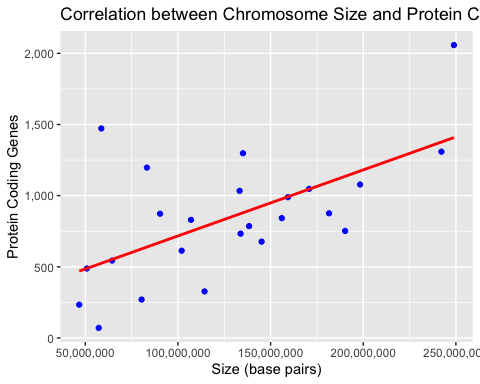 Correlation between Chromosome Size and Protein C
2,000
1,500
1,000
500
0
Protein Coding Genes
50,000,000 100,000,000 150,000,000 200,000,000 250,000,000
Size (base pairs)